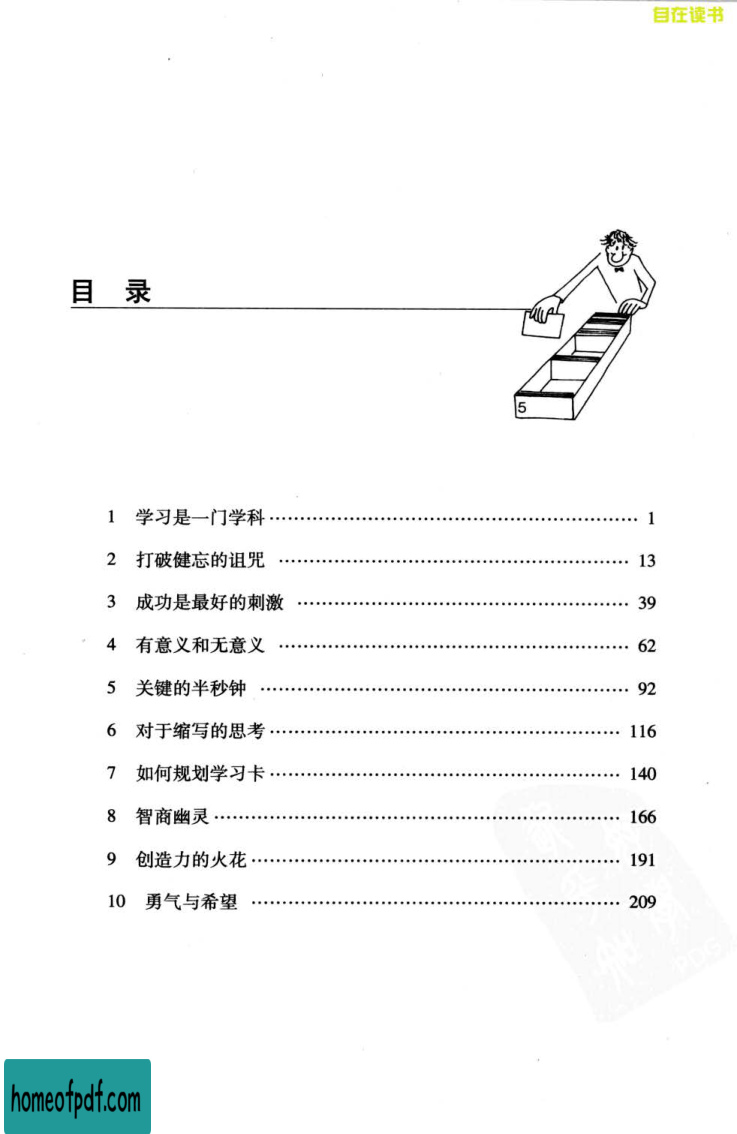 自在读书
目 录
5
1 学习是一门学科 …………………………………………………… 1
2 打破健忘的诅咒 ………………………………………………… 13
3 成功是最好的刺激 ……………………………………………… 39
4 有意义和无意义 ………………………………………………… 62
5 关键的半秒钟 …………………………………………………… 92
6 对于缩写的思考 ………………………………………………… 116
7 如何规划学习卡 ………………………………………………… 140
8 智商幽灵 ………………………………………………………… 166
9 创造力的火花 …………………………………………………… 191
10 勇气与希望 …………………………………………………… 209
PDG
homeofpdf.com